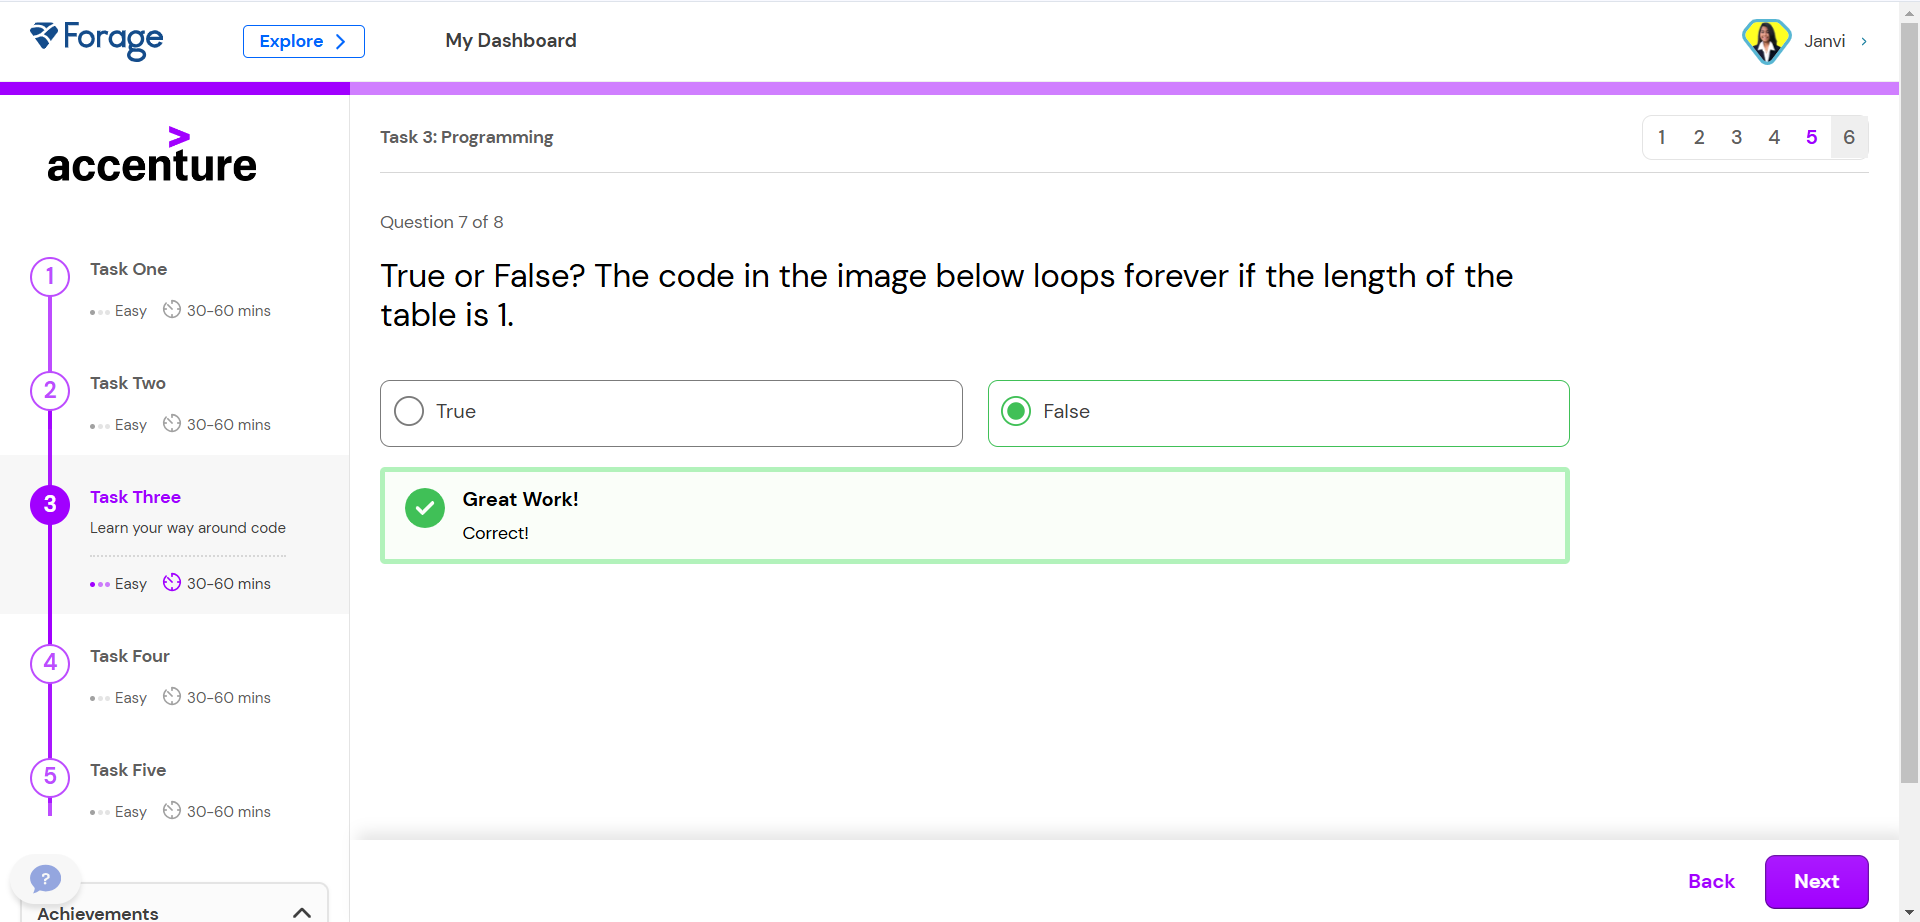 Forage
Explore
My Dashboard
Janvi
accenture
Task 3: Programming
1 2 3 4 5 6
Question 7 of 8
True or False? The code in the image below loops forever if the length of the
table is 1.
True
False
Great Work!
Correct!
1
Task One
Easy 30-60 mins
2
Task Two
Easy 30-60 mins
3
Task Three
Learn your way around code
Easy 30-60 mins
4
Task Four
Easy 30-60 mins
5
Task Five
Easy 30-60 mins
?
Achievements
Back
Next